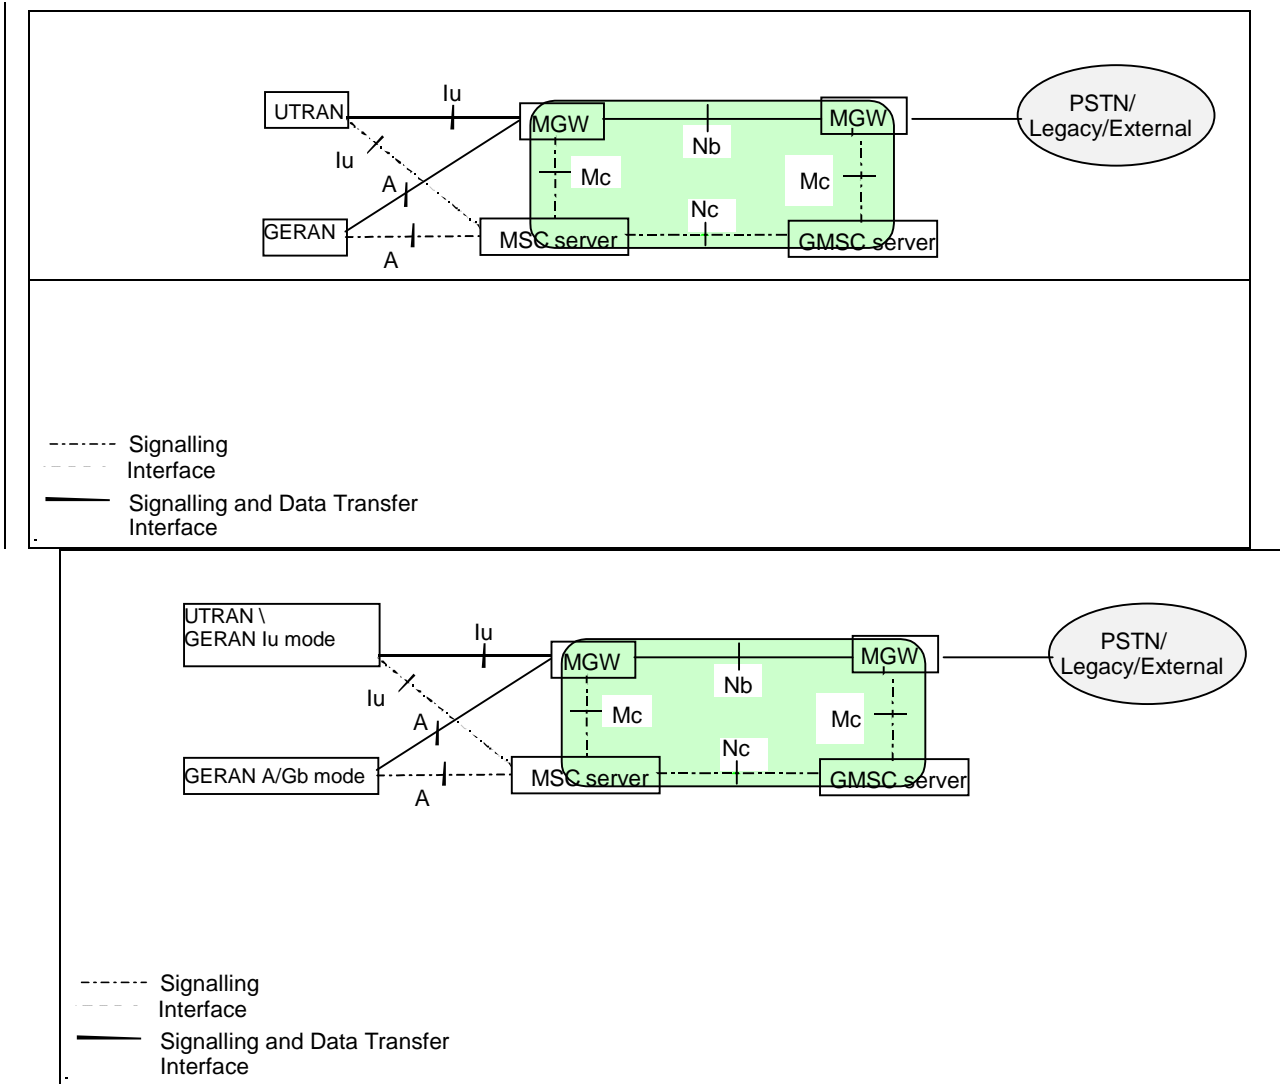 Iu
UTRAN
MGW
MGW
PSTN/
Legacy/External
Nb
Iu
A
Mc
Mc
Nc
GERAN
MSC server
GMSC server
A
Signalling
Interface
Signalling and Data Transfer
Interface
UTRAN \
GERAN Iu mode
Iu
MGW
MGW
PSTN/
Legacy/External
Nb
Iu
A
Mc
Mc
Nc
GERAN A/Gb mode
MSC server
GMSC server
A
Signalling
Interface
Signalling and Data Transfer
Interface